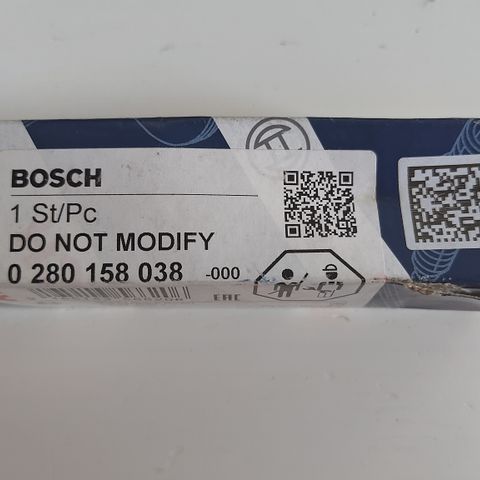 BOSCH
1 St/Pc
DO NOT MODIFY
0 280 158 038 -000
EAC